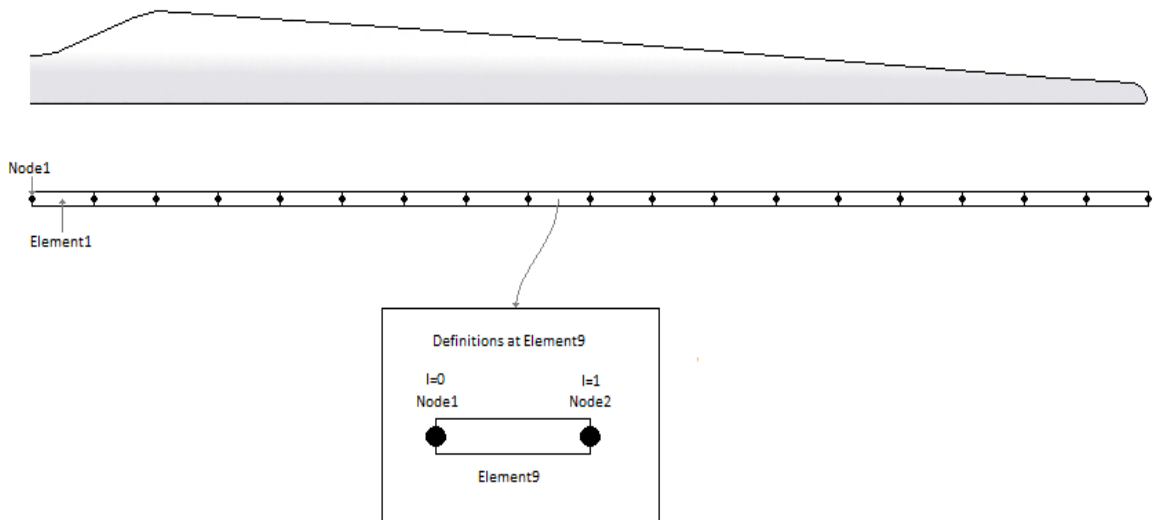 Node1
Element1
Definitions at Element9
l=0 l=1
Node1 Node2
Element9